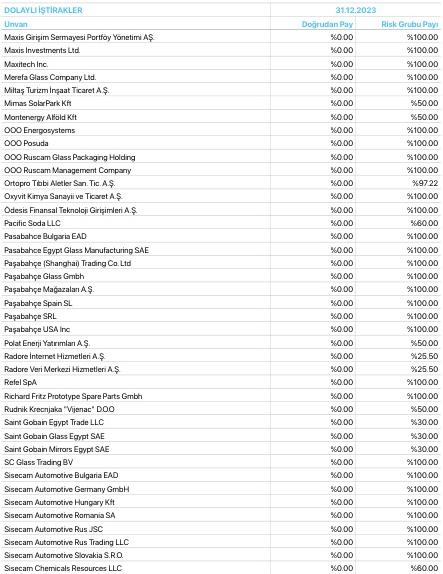 DOLAYLI İŞTİRAKLER 31.12.2023
Unvan Doğrudan Pay Risk Grubu Payı
Maxis Girişim Sermayesi Portföy Yönetimi AŞ. %0.00 %100.00
Maxis Investments Ltd. %0.00 %100.00
Maxitech Inc. %0.00 %100.00
Merefa Glass Company Ltd. %0.00 %100.00
Miltaş Turizm İnşaat Ticaret A.Ş. %0.00 %100.00
Mimas SolarPark Kft %0.00 %50.00
Montenergy Alföld Kft %0.00 %50.00
OOO Energosystems %0.00 %100.00
OOO Posuda %0.00 %100.00
OOO Ruscam Glass Packaging Holding %0.00 %100.00
OOO Ruscam Management Company %0.00 %100.00
Ortopro Tıbbi Aletler San. Tic. A.Ş. %0.00 %97.22
Oxyvit Kimya Sanayii ve Ticaret A.Ş. %0.00 %100.00
Ödesis Finansal Teknoloji Girişimleri A.Ş. %0.00 %100.00
Pacific Soda LLC %0.00 %60.00
Pasabahce Bulgaria EAD %0.00 %100.00
Pasabahce Egypt Glass Manufacturing SAE %0.00 %100.00
Paşabahçe (Shanghai) Trading Co. Ltd %0.00 %100.00
Paşabahçe Glass Gmbh %0.00 %100.00
Paşabahçe Mağazaları A.Ş. %0.00 %100.00
Paşabahçe Spain SL %0.00 %100.00
Paşabahçe SRL %0.00 %100.00
Paşabahçe USA Inc %0.00 %100.00
Polat Enerji Yatırımları A.Ş. %0.00 %50.00
Radore İnternet Hizmetleri A.Ş. %0.00 %25.50
Radore Veri Merkezi Hizmetleri A.Ş. %0.00 %25.50
Refel SpA %0.00 %100.00
Richard Fritz Prototype Spare Parts Gmbh %0.00 %100.00
Rudnik Krecnjaka "Vijenac" D.O.O %0.00 %50.00
Saint Gobain Egypt Trade LLC %0.00 %30.00
Saint Gobain Glass Egypt SAE %0.00 %30.00
Saint Gobain Mirrors Egypt SAE %0.00 %30.00
SC Glass Trading BV %0.00 %100.00
Sisecam Automotive Bulgaria EAD %0.00 %100.00
Sisecam Automotive Germany GmbH %0.00 %100.00
Sisecam Automotive Hungary Kft %0.00 %100.00
Sisecam Automotive Romania SA %0.00 %100.00
Sisecam Automotive Rus JSC %0.00 %100.00
Sisecam Automotive Rus Trading LLC %0.00 %100.00
Sisecam Automotive Slovakia S.R.O. %0.00 %100.00
Sisecam Chemicals Resources LLC %0.00 %60.00